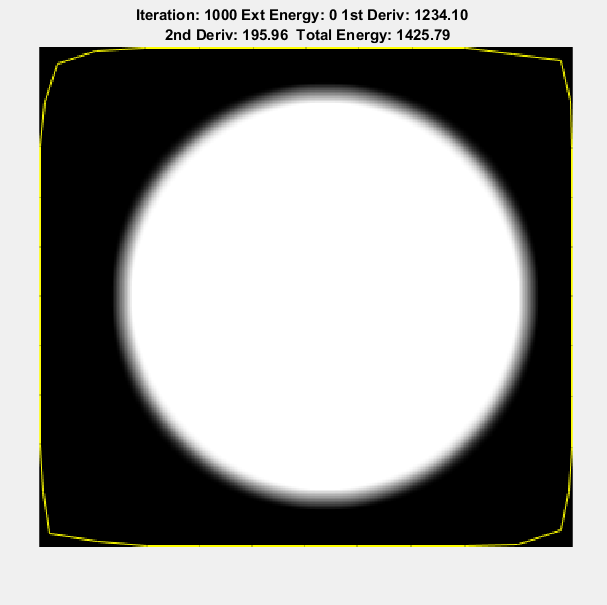 Iteration: 1000 Ext Energy: 0 1st Deriv: 1234.10
2nd Deriv: 195.96  Total Energy: 1425.79